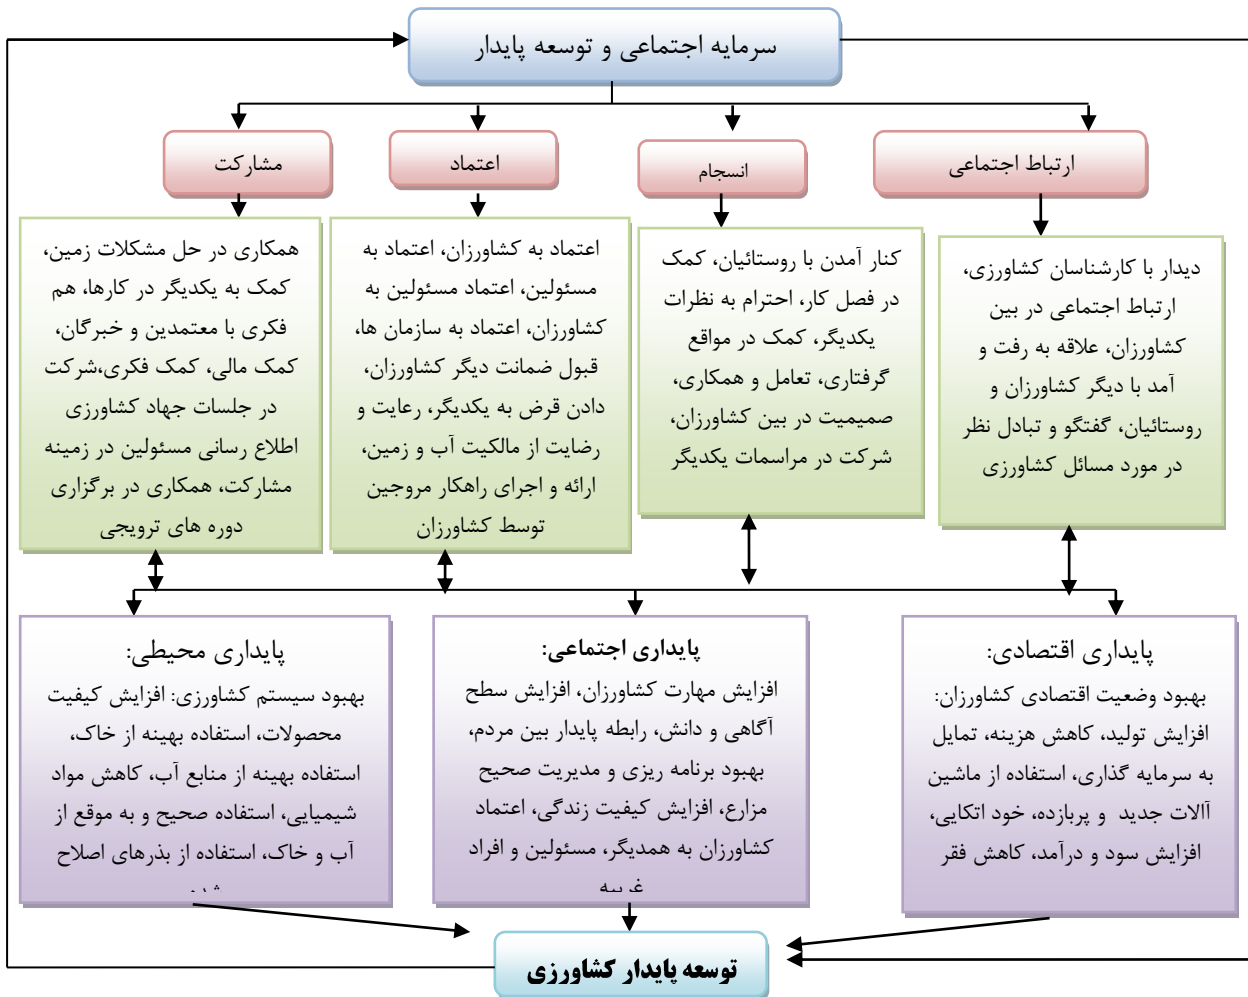 سرمایه اجتماعی و توسعه پایدار
ارتباط اجتماعی
انسجام
اعتماد
مشارکت
دیدار با کارشناسان کشاورزی،
ارتباط اجتماعی در بین
کشاورزان، علاقه به رفت و
آمد با دیگر کشاورزان و
روستائیان، گفتگو و تبادل نظر
در مورد مسائل کشاورزی
کنار آمدن با روستائیان، کمک
در فصل کار، احترام به نظرات
یکدیگر، کمک در مواقع
گرفتاری، تعامل و همکاری،
صمیمیت در بین کشاورزان،
شرکت در مراسمات یکدیگر
اعتماد به کشاورزان، اعتماد به
مسئولین، اعتماد مسئولین به
کشاورزان، اعتماد به سازمان ها،
قبول ضمانت دیگر کشاورزان،
دادن قرض به یکدیگر، رعایت و
رضایت از مالکیت آب و زمین،
ارائه و اجرای راهکار مروجین
توسط کشاورزان
همکاری در حل مشکلات زمین،
کمک به یکدیگر در کارها، هم
فکری با معتمدین و خبرگان،
کمک مالی، کمک فکری،شرکت
در جلسات جهاد کشاورزی
اطلاع رسانی مسئولین در زمینه
مشارکت، همکاری در برگزاری
دوره های ترویجی
پایداری اقتصادی:
بهبود وضعیت اقتصادی کشاورزان:
افزایش تولید، کاهش هزینه، تمایل
به سرمایه گذاری، استفاده از ماشین
آالات جدید و پربازده، خود اتکایی،
افزایش سود و درآمد، کاهش فقر
پایداری اجتماعی:
افزایش مهارت کشاورزان، افزایش سطح
آگاهی و دانش، رابطه پایدار بین مردم،
بهبود برنامه ریزی و مدیریت صحیح
مزارع، افزایش کیفیت زندگی، اعتماد
کشاورزان به همدیگر، مسئولین و افراد
غریبه
پایداری محیطی:
بهبود سیستم کشاورزی: افزایش کیفیت
محصولات، استفاده بهینه از خاک،
استفاده بهینه از منابع آب، کاهش مواد
شیمیایی، استفاده صحیح و به موقع از
آب و خاک، استفاده از بذرهای اصلاح
شده
توسعه پایدار کشاورزی